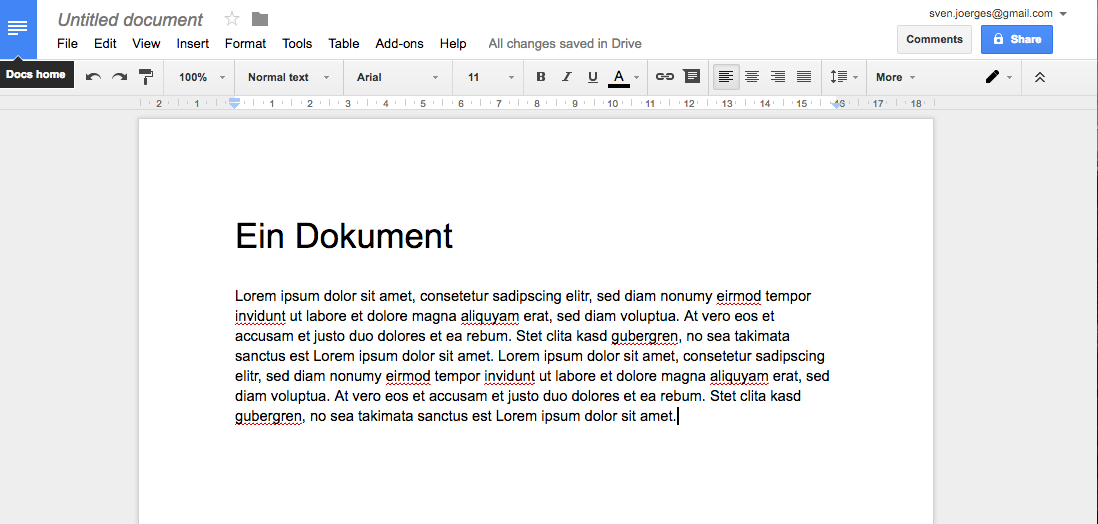 Untitled document
sven.joerges@gmail.com
File Edit View Insert Format Tools Table Add-ons Help All changes saved in Drive
Comments Share
Docs home
100% Normal text Arial 11 B I U A More
2 1 1 2 3 4 5 6 7 8 9 10 11 12 13 14 15 16 17 18
Ein Dokument
Lorem ipsum dolor sit amet, consetetur sadipscing elitr, sed diam nonumy eirmod tempor
invidunt ut labore et dolore magna aliquyam erat, sed diam voluptua. At vero eos et
accusam et justo duo dolores et ea rebum. Stet clita kasd gubergren, no sea takimata
sanctus est Lorem ipsum dolor sit amet. Lorem ipsum dolor sit amet, consetetur sadipscing
elitr, sed diam nonumy eirmod tempor invidunt ut labore et dolore magna aliquyam erat, sed
diam voluptua. At vero eos et accusam et justo duo dolores et ea rebum. Stet clita kasd
gubergren, no sea takimata sanctus est Lorem ipsum dolor sit amet.